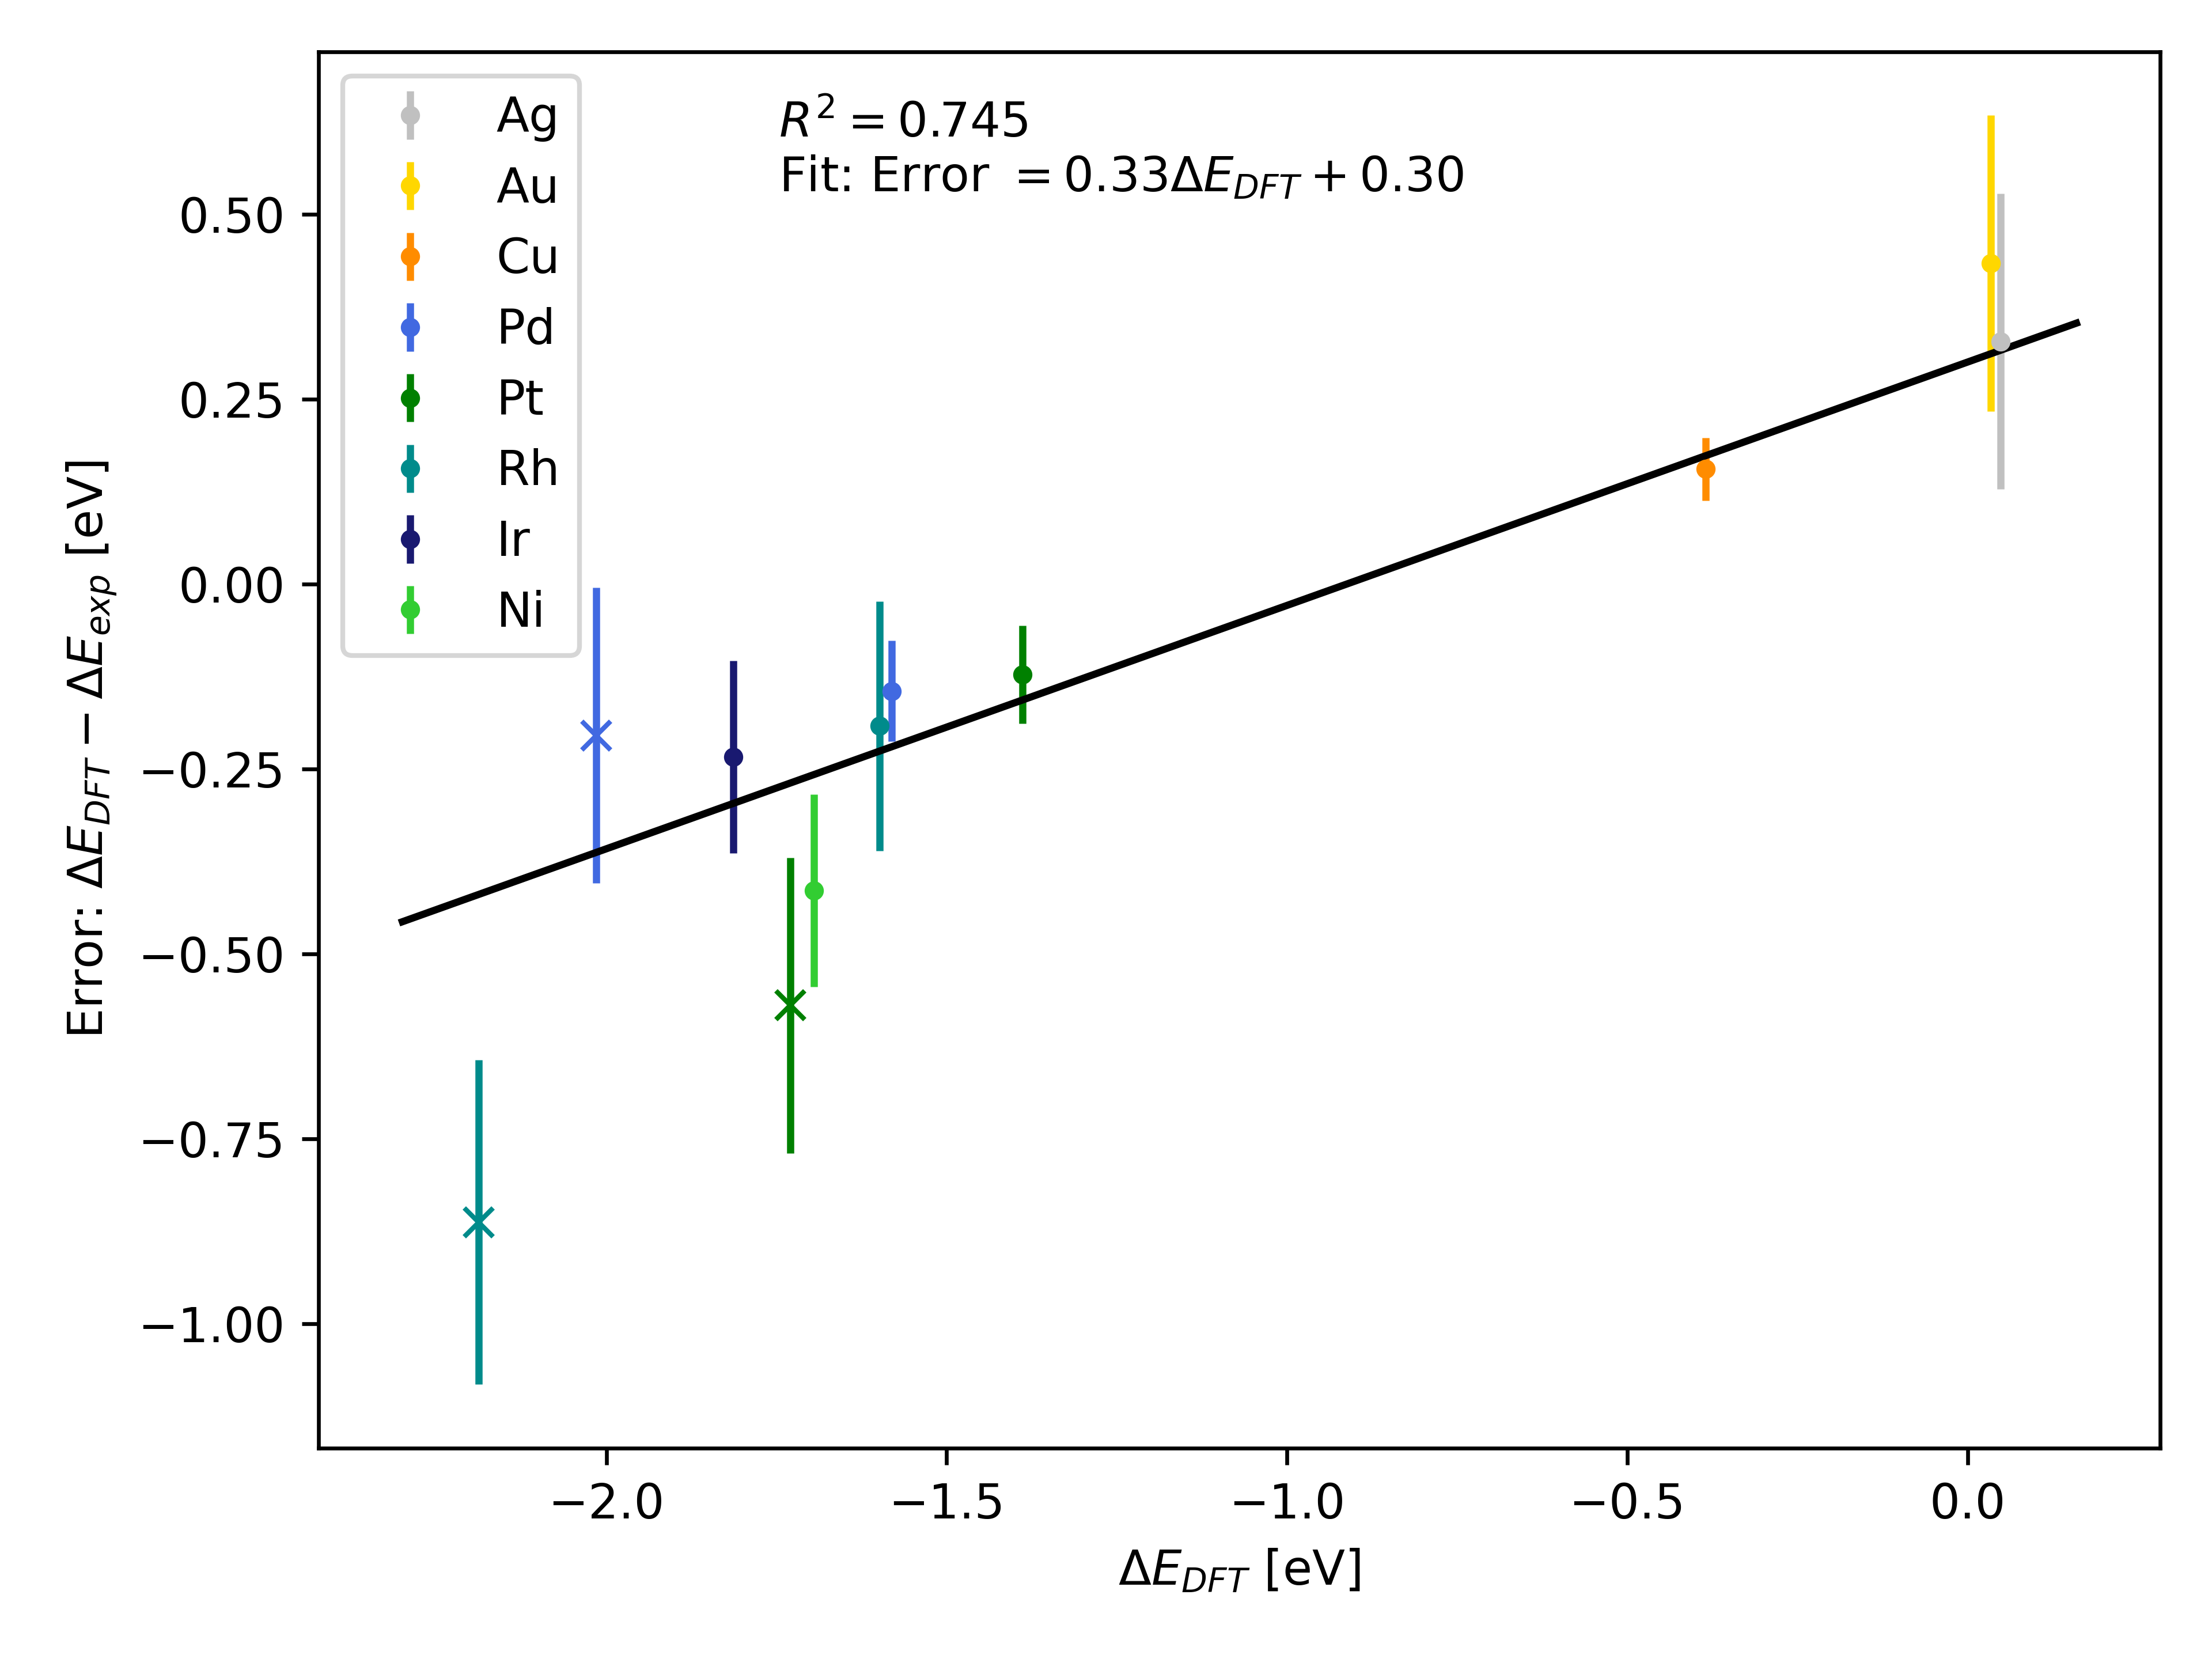 Ag
Au
Cu
Pd
Pt
Rh
Ir
Ni
R² = 0.745
Fit: Error = 0.33ΔE_DFT + 0.30
Error: ΔE_DFT − ΔE_exp [eV]
0.50
0.25
0.00
−0.25
−0.50
−0.75
−1.00
−2.0 −1.5 −1.0 −0.5 0.0
ΔE_DFT [eV]